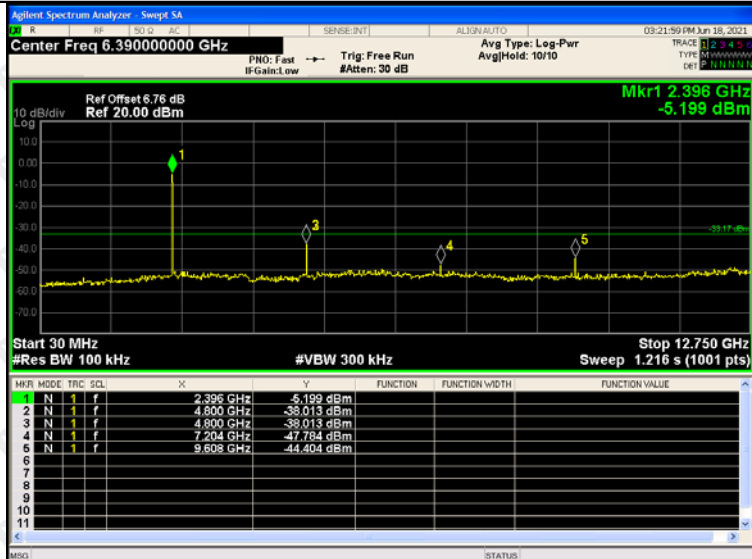 Agilent Spectrum Analyzer - Swept SA
R RF 50 Ω AC SENSE:INT ALIGN AUTO 03:21:59 PM Jun 18, 2021
Center Freq 6.390000000 GHz
PNO: Fast
IFGain:Low
Trig: Free Run
#Atten: 30 dB
Avg Type: Log-Pwr
Avg|Hold: 10/10
TRACE 1 2 3 4 5 6
TYPE M W W W W W
DET P N N N N N
Mkr1 2.396 GHz
-5.199 dBm
Ref Offset 6.76 dB
10 dB/div Ref 20.00 dBm
Log
10.0
0.00
-10.0
-20.0
-30.0
-40.0
-50.0
-60.0
-70.0
1
3
4
5
-33.17 dBm
Start 30 MHz Stop 12.750 GHz
#Res BW 100 kHz #VBW 300 kHz Sweep 1.216 s (1001 pts)
MKR MODE TRC SCL X Y FUNCTION FUNCTION WIDTH FUNCTION VALUE
1 N 1 f 2.396 GHz -5.199 dBm
2 N 1 f 4.800 GHz -38.013 dBm
3 N 1 f 4.800 GHz -38.013 dBm
4 N 1 f 7.204 GHz -47.784 dBm
5 N 1 f 9.608 GHz -44.404 dBm
6
7
8
9
10
11
MSG STATUS